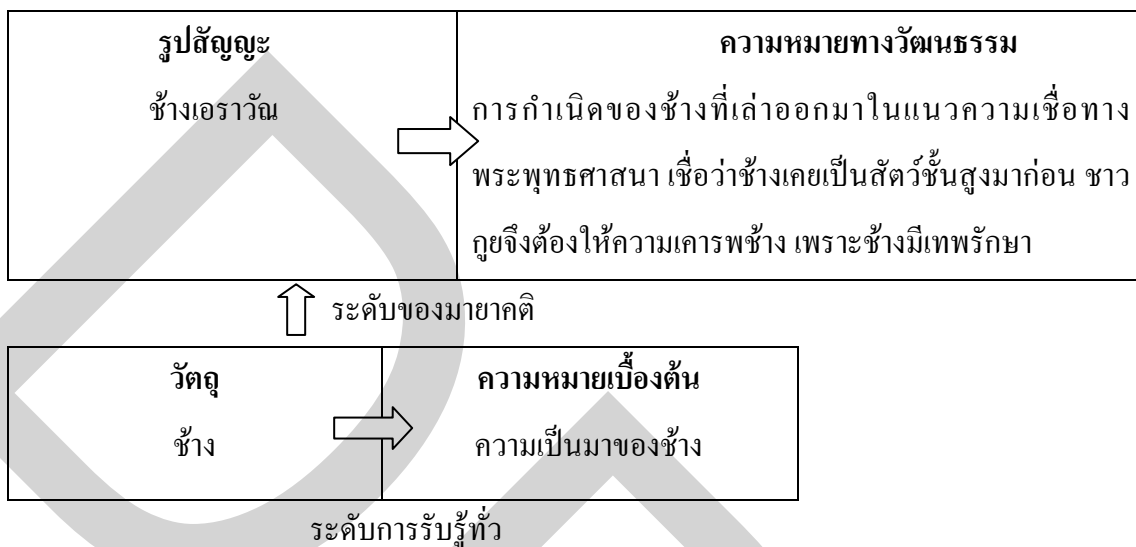 รูปสัญญะ ความหมายทางวัฒนธรรม
ช้างเอราวัณ การกำเนิดของช้างที่เล่าออกมาในแนวความเชื่อทาง
พระพุทธศาสนา เชื่อว่าช้างเคยเป็นสัตว์ชั้นสูงมาก่อน ชาว
กูยจึงต้องให้ความเคารพช้าง เพราะช้างมีเทพรักษา
ระดับของมายาคติ
วัตถุ ความหมายเบื้องต้น
ช้าง ความเป็นมาของช้าง
ระดับการรับรู้ทั่ว